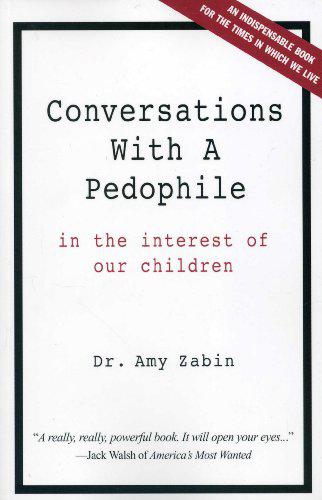 AN INDISPENSABLE BOOK
FOR THE TIMES IN WHICH WE LIVE
Conversations
With A
Pedophile
in the interest of
our children
Dr. Amy Zabin
“A really, really, powerful book. It will open your eyes...”
—Jack Walsh of America’s Most Wanted